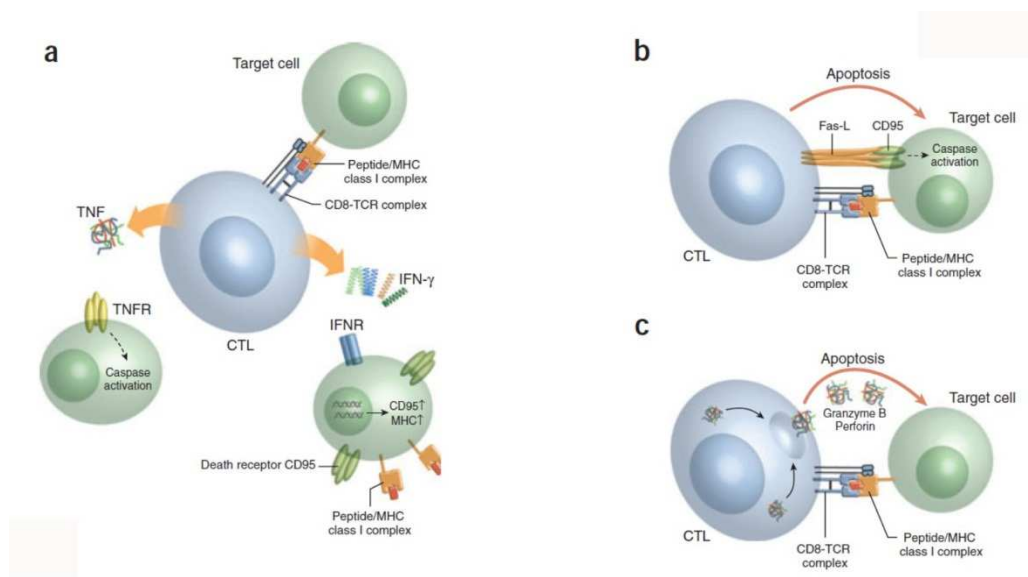 a
Target cell
Peptide/MHC
class I complex
CD8-TCR complex
TNF
IFN-γ
TNFR
CTL
IFNR
Caspase
activation
CD95↑
MHC↑
Death receptor CD95
Peptide/MHC
class I complex
b
Apoptosis
Target cell
Fas-L
CD95
Caspase
activation
CTL
CD8-TCR
complex
Peptide/MHC
class I complex
c
Apoptosis
Target cell
Granzyme B
Perforin
CTL
CD8-TCR
complex
Peptide/MHC
class I complex